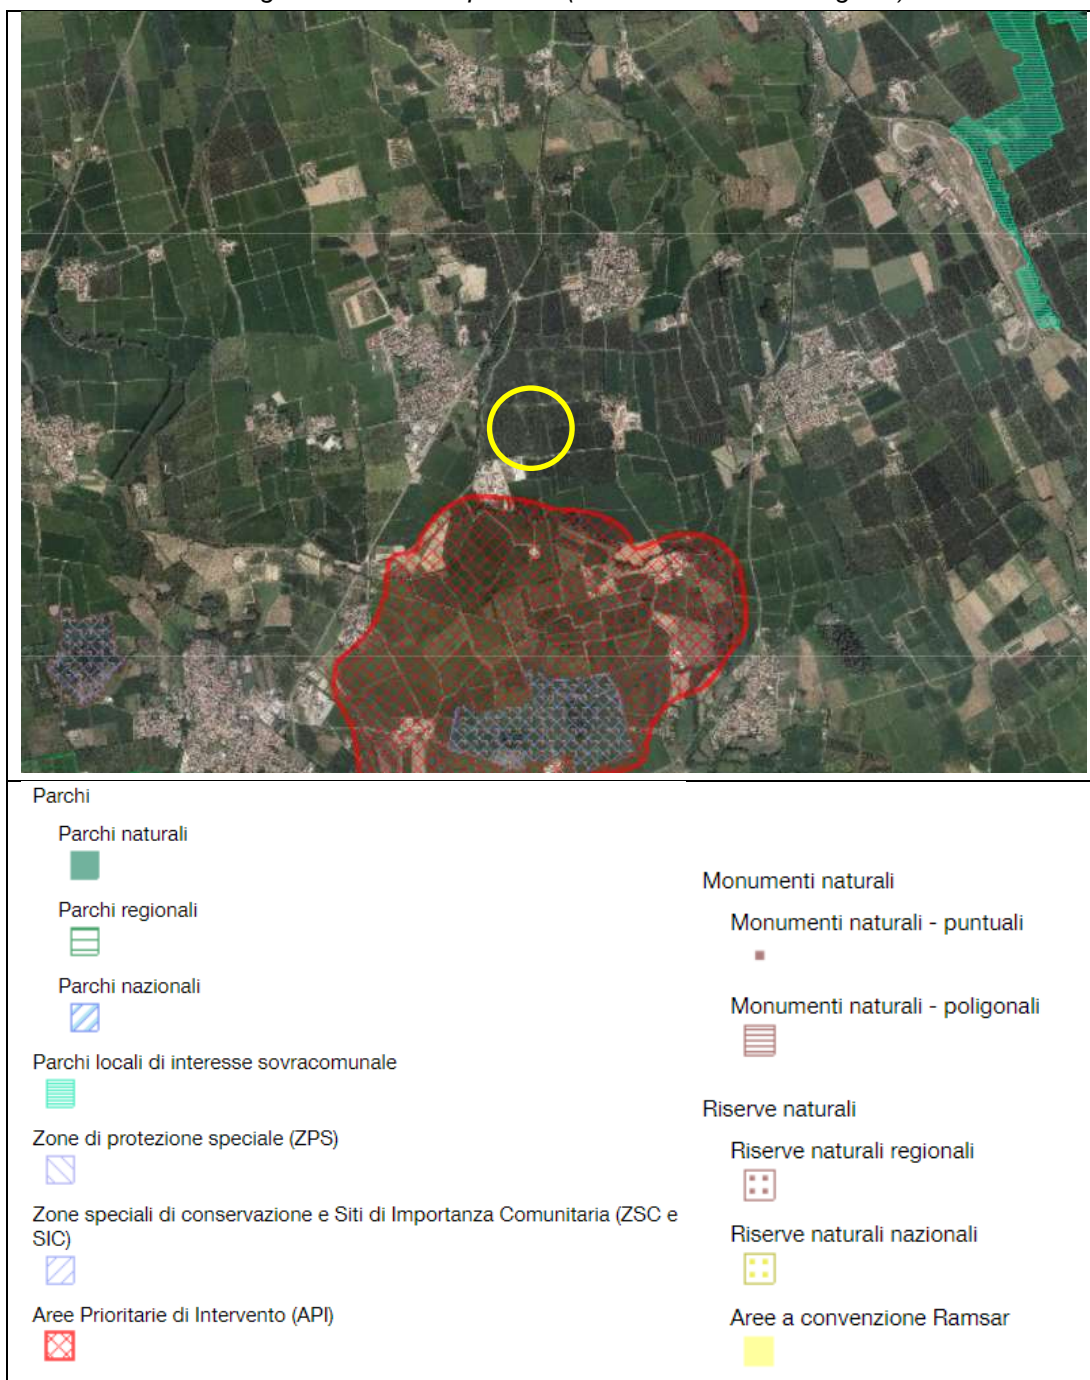 Parchi
Parchi naturali
Parchi regionali
Parchi nazionali
Parchi locali di interesse sovracomunale
Zone di protezione speciale (ZPS)
Zone speciali di conservazione e Siti di Importanza Comunitaria (ZSC e
SIC)
Aree Prioritarie di Intervento (API)
Monumenti naturali
Monumenti naturali - puntuali
Monumenti naturali - poligonali
Riserve naturali
Riserve naturali regionali
Riserve naturali nazionali
Aree a convenzione Ramsar